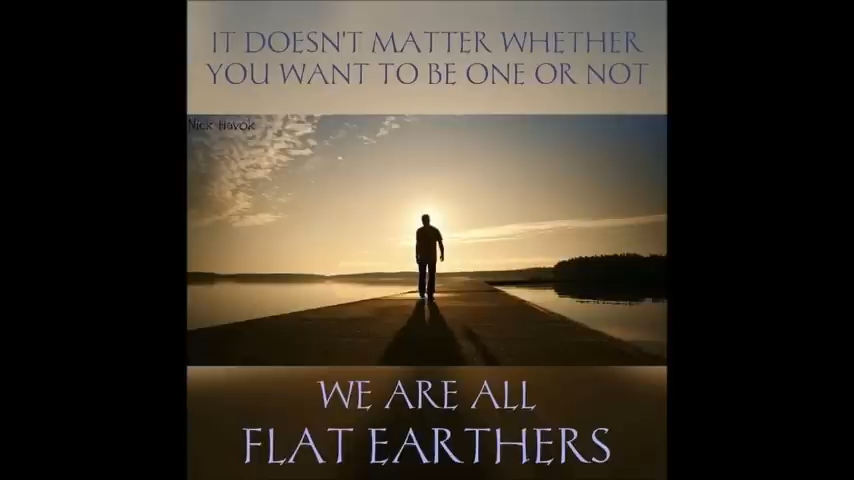 IT DOESN'T MATTER WHETHER
YOU WANT TO BE ONE OR NOT
Nick Havok
WE ARE ALL
FLAT EARTHERS